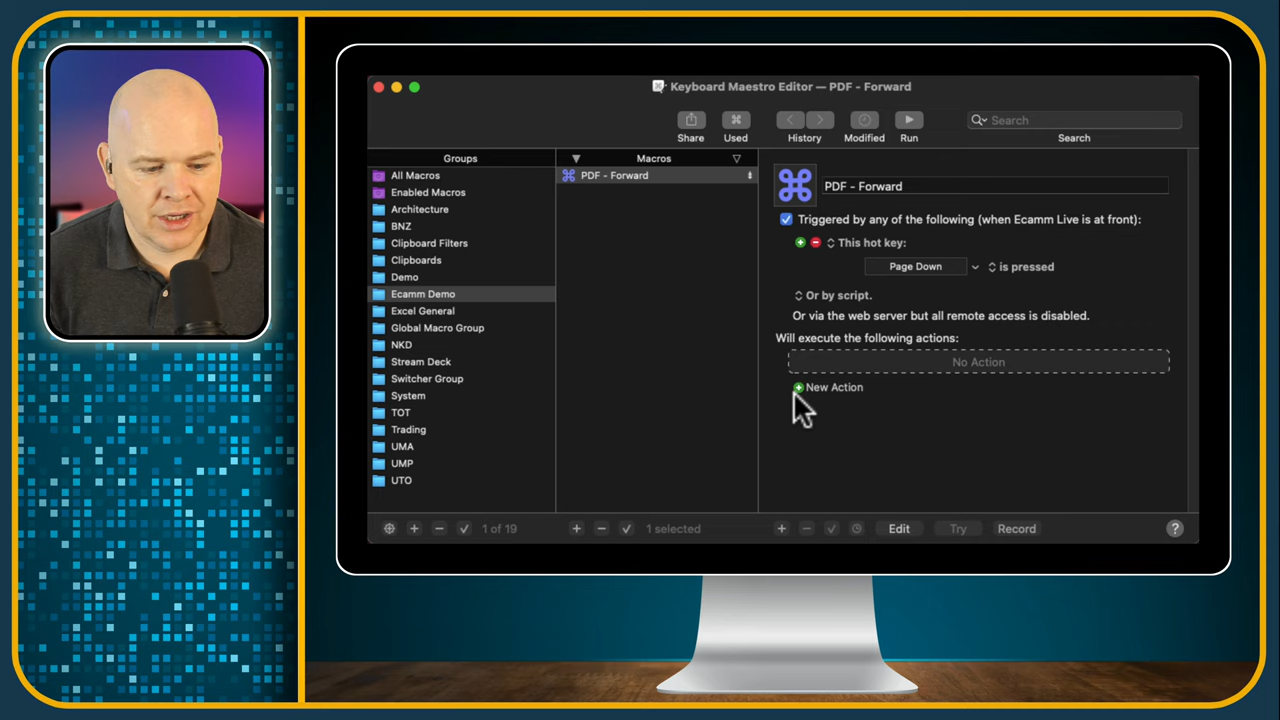 Keyboard Maestro Editor — PDF - Forward
Share
Used
History
Modified
Run
Search
Search
Groups
Macros
All Macros
Enabled Macros
Architecture
BNZ
Clipboard Filters
Clipboards
Demo
Ecamm Demo
Excel General
Global Macro Group
NKD
Stream Deck
Switcher Group
System
TOT
Trading
UMA
UMP
UTO
PDF - Forward
PDF - Forward
Triggered by any of the following (when Ecamm Live is at front):
This hot key:
Page Down
is pressed
Or by script.
Or via the web server but all remote access is disabled.
Will execute the following actions:
No Action
New Action
1 of 19
1 selected
Edit
Try
Record
?